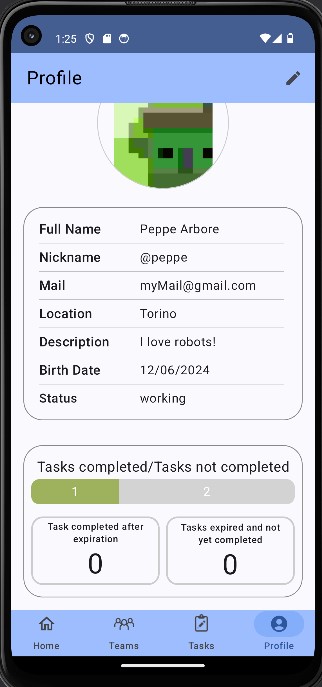 1:25
Profile
Full Name Peppe Arbore
Nickname @peppe
Mail myMail@gmail.com
Location Torino
Description I love robots!
Birth Date 12/06/2024
Status working
Tasks completed/Tasks not completed
1 2
Task completed after
expiration
0
Tasks expired and not
yet completed
0
Home Teams Tasks Profile